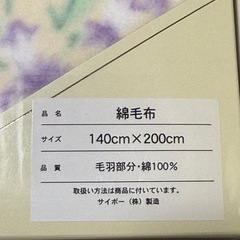 品名 綿毛布
サイズ 140cm×200cm
品質 毛羽部分・綿100%
取扱い方法は商品に付いています。
サイボー(株)製造